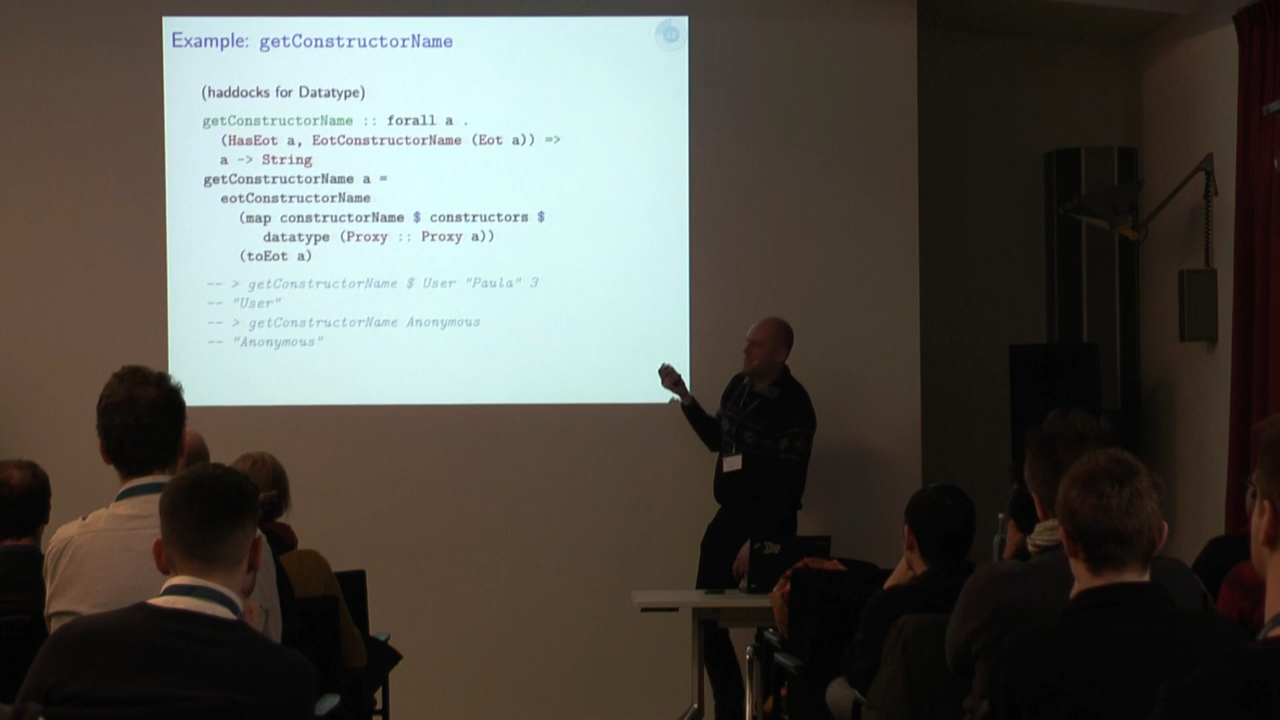 Example: getConstructorName
(haddocks for Datatype)
getConstructorName :: forall a .
(HasEot a, EotConstructorName (Eot a)) =>
a -> String
getConstructorName a =
eotConstructorName
(map constructorName $ constructors $
datatype (Proxy :: Proxy a))
(toEot a)
-- > getConstructorName $ User "Paula" 3
-- "User"
-- > getConstructorName Anonymous
-- "Anonymous"